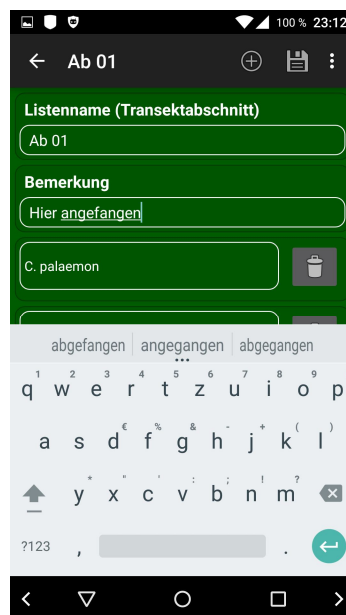 100 % 23:12
Ab 01
Listenname (Transektabschnitt)
Ab 01
Bemerkung
Hier angefangen
C. palaemon
abgefangen angegangen abgegangen
1 2 3 4 5 6 7 8 9 0
q w e r t z u i o p
€ % & - + ( )
a s d f g h j k l
* " ' : ; ! ?
y x c v b n m
?123 , .